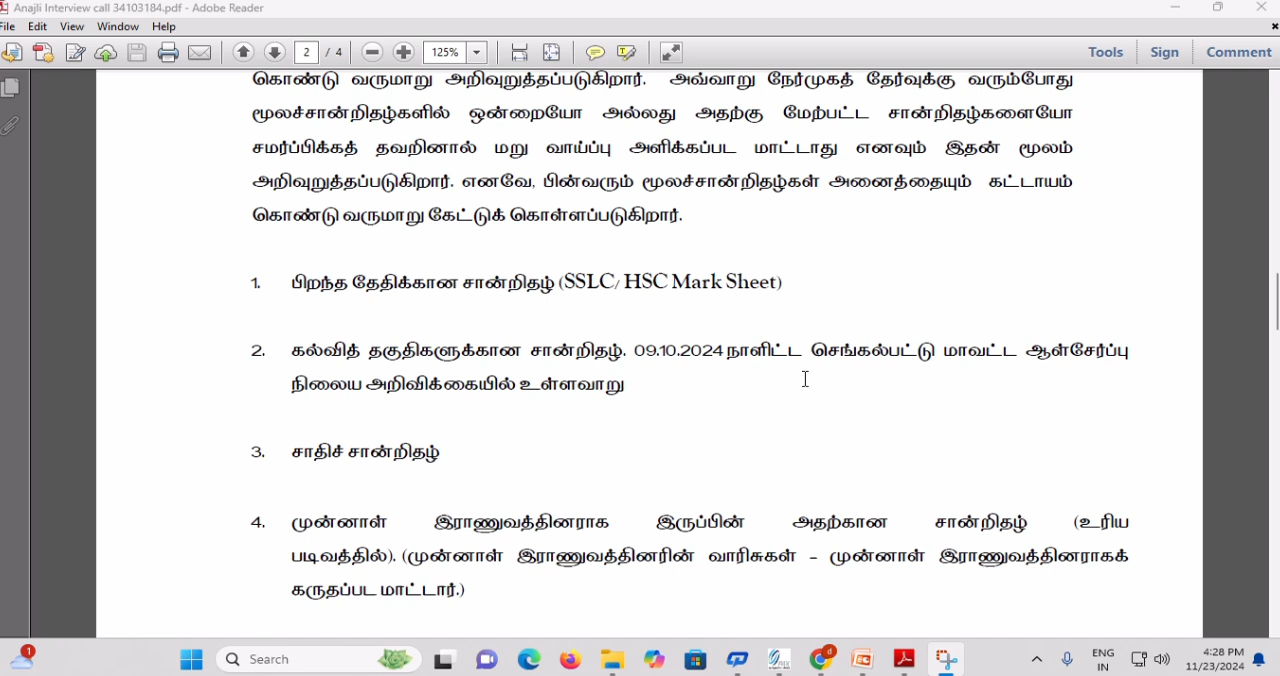 Anajli Interview call 34103184.pdf - Adobe Reader
File Edit View Window Help
2 / 4 125% Tools Sign Comment
கொண்டு வருமாறு அறிவுறுத்தப்படுகிறார். அவ்வாறு நேர்முகத் தேர்வுக்கு வரும்போது
மூலச்சான்றிதழ்களில் ஒன்றையோ அல்லது அதற்கு மேற்பட்ட சான்றிதழ்களையோ
சமர்ப்பிக்கத் தவறினால் மறு வாய்ப்பு அளிக்கப்பட மாட்டாது எனவும் இதன் மூலம்
அறிவுறுத்தப்படுகிறார். எனவே, பின்வரும் மூலச்சான்றிதழ்கள் அனைத்தையும் கட்டாயம்
கொண்டு வருமாறு கேட்டுக் கொள்ளப்படுகிறார்.
1. பிறந்த தேதிக்கான சான்றிதழ் (SSLC/ HSC Mark Sheet)
2. கல்வித் தகுதிகளுக்கான சான்றிதழ். 09.10.2024 நாளிட்ட செங்கல்பட்டு மாவட்ட ஆள்சேர்ப்பு
நிலைய அறிவிக்கையில் உள்ளவாறு
3. சாதிச் சான்றிதழ்
4. முன்னாள் இராணுவத்தினராக இருப்பின் அதற்கான சான்றிதழ் (உரிய
படிவத்தில்). (முன்னாள் இராணுவத்தினரின் வாரிசுகள் – முன்னாள் இராணுவத்தினராகக்
கருதப்பட மாட்டார்.)
1 Search ENG 4:28 PM
IN 11/23/2024